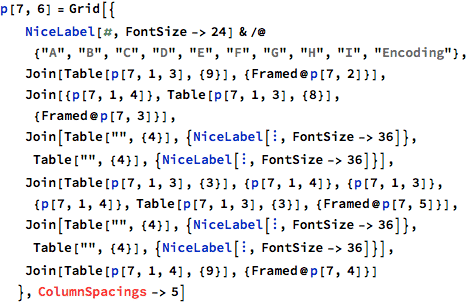 p[7, 6] = Grid[{
NiceLabel[#, FontSize -> 24] & /@
{"A", "B", "C", "D", "E", "F", "G", "H", "I", "Encoding"},
Join[Table[p[7, 1, 3], {9}], {Framed@p[7, 2]}],
Join[{p[7, 1, 4]}, Table[p[7, 1, 3], {8}],
{Framed@p[7, 3]}],
Join[Table["", {4}], {NiceLabel[⋮, FontSize -> 36]},
Table["", {4}], {NiceLabel[⋮, FontSize -> 36]}],
Join[Table[p[7, 1, 3], {3}], {p[7, 1, 4]}, {p[7, 1, 3]},
{p[7, 1, 4]}, Table[p[7, 1, 3], {3}], {Framed@p[7, 5]}],
Join[Table["", {4}], {NiceLabel[⋮, FontSize -> 36]},
Table["", {4}], {NiceLabel[⋮, FontSize -> 36]}],
Join[Table[p[7, 1, 4], {9}], {Framed@p[7, 4]}]
}, ColumnSpacings -> 5]